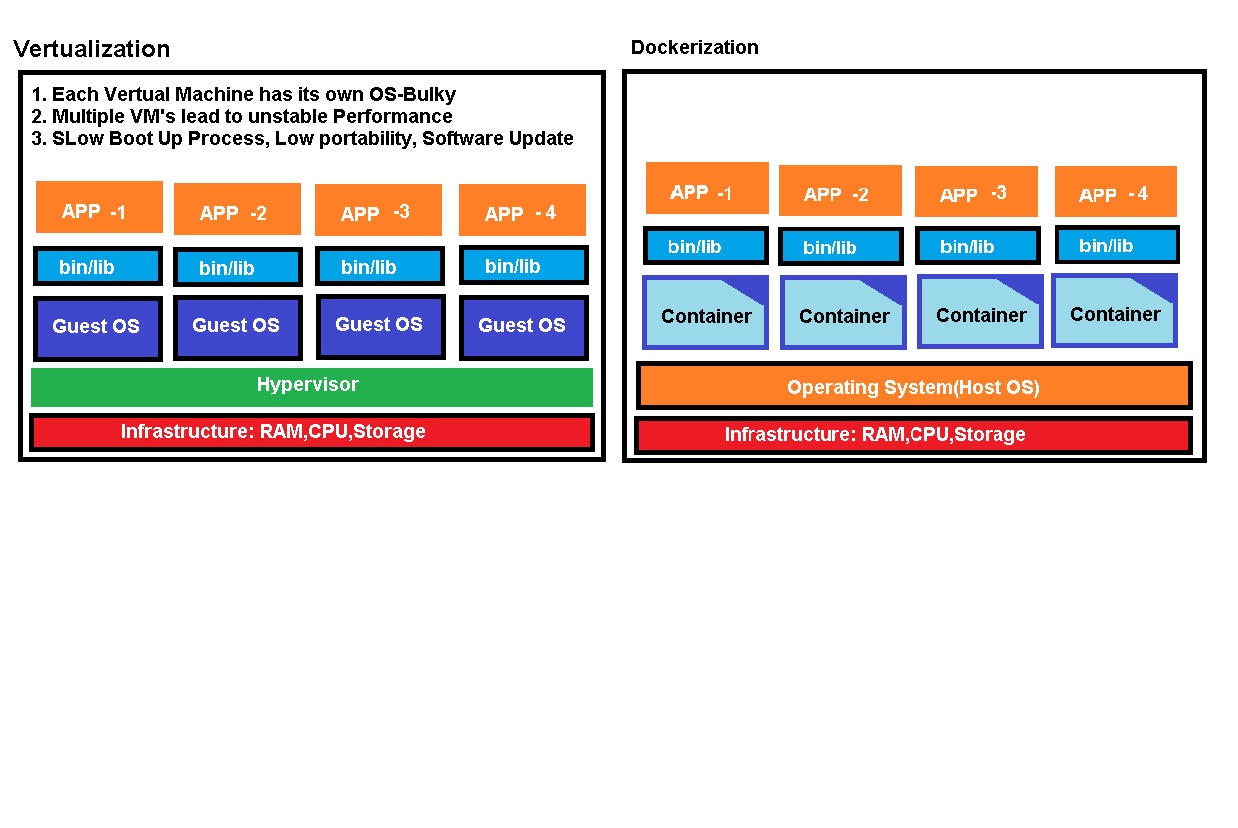 Vertualization
1. Each Vertual Machine has its own OS-Bulky
2. Multiple VM's lead to unstable Performance
3. SLow Boot Up Process, Low portability, Software Update
APP -1 APP -2 APP -3 APP - 4
bin/lib bin/lib bin/lib bin/lib
Guest OS Guest OS Guest OS Guest OS
Hypervisor
Infrastructure: RAM,CPU,Storage
Dockerization
APP -1 APP -2 APP -3 APP - 4
bin/lib bin/lib bin/lib bin/lib
Container Container Container Container
Operating System(Host OS)
Infrastructure: RAM,CPU,Storage